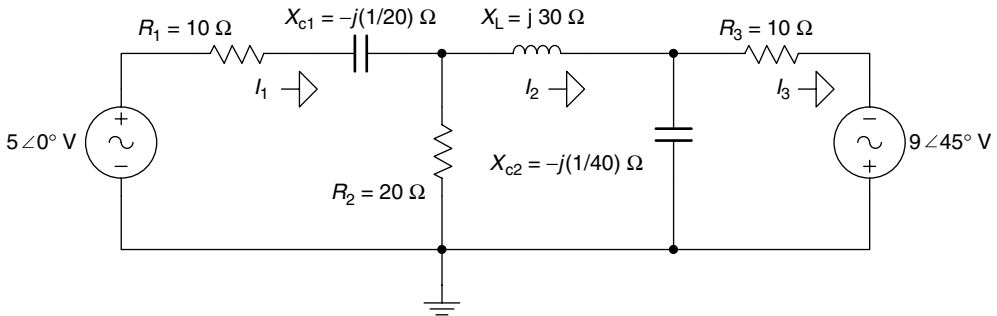 R1 = 10 Ω
Xc1 = −j(1/20) Ω
XL = j 30 Ω
R3 = 10 Ω
I1
I2
I3
+
−
5∠0° V
R2 = 20 Ω
Xc2 = −j(1/40) Ω
−
+
9∠45° V